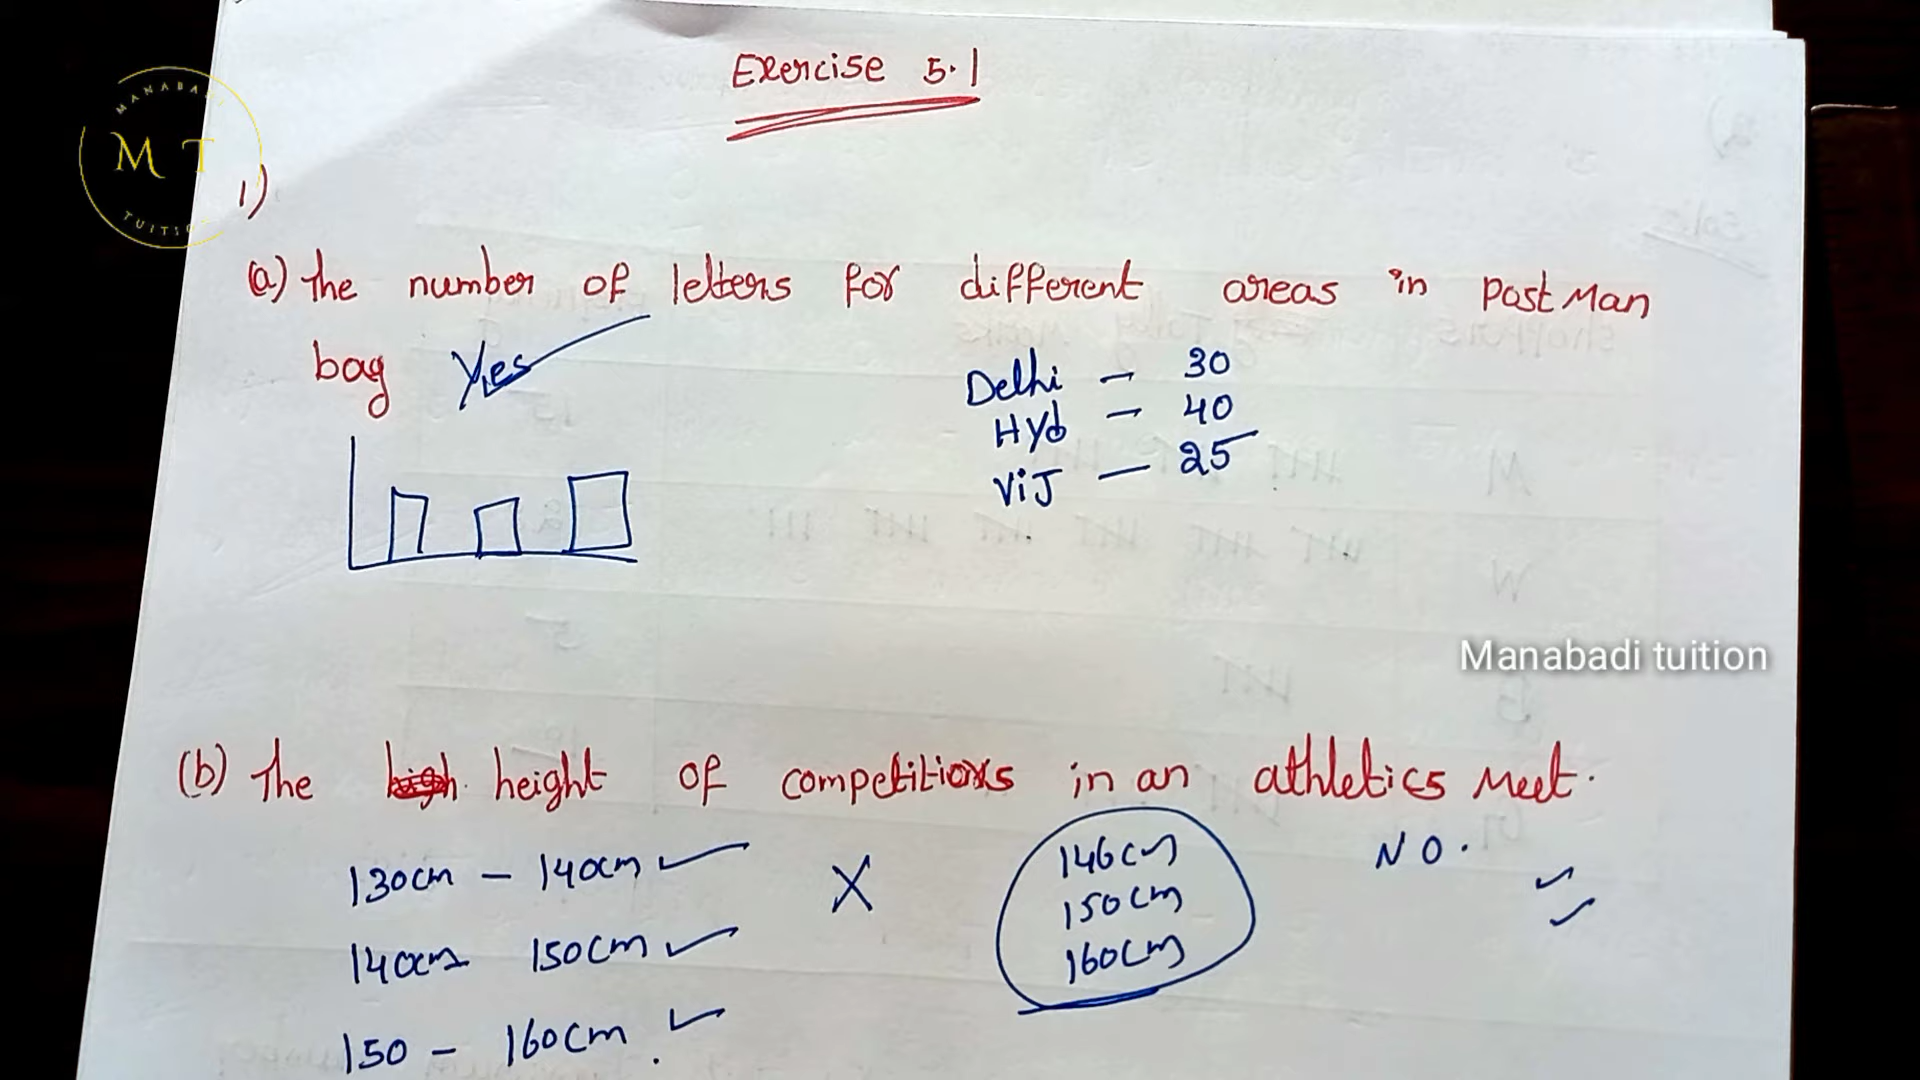 Exercise 5.1
MANABADI
M T
TUITION
1)
(a) the number of letters for different areas in post Man
bag Yes
Delhi - 30
Hyd - 40
ViJ - 25
Manabadi tuition
(b) the height of competitions in an athletics Meet.
130cm - 140cm ✓ X 146cm NO.
150cm
140cm 150cm ✓ 160cm
150 - 160cm ✓